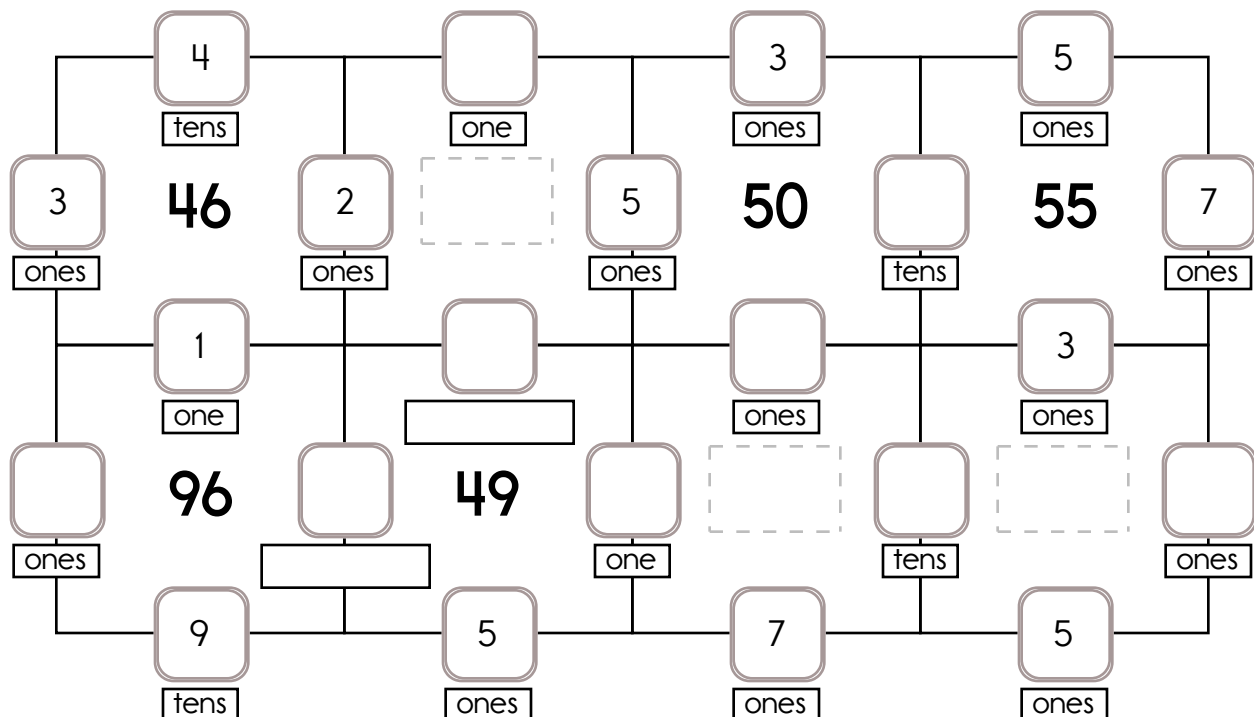 4 3 5
tens one ones ones
3 46 2 5 50 55 7
ones ones ones tens ones
1 3
one ones ones
96 49
ones one tens ones
9 5 7 5
tens ones ones ones